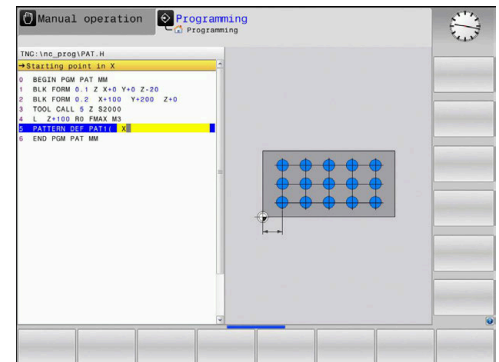 Manual operation
Programming
Programming
TNC:\nc_prog\PAT.H
→Starting point in X
0 BEGIN PGM PAT MM
1 BLK FORM 0.1 Z X+0 Y+0 Z-20
2 BLK FORM 0.2 X+100 Y+200 Z+0
3 TOOL CALL 5 Z S2000
4 L Z+100 R0 FMAX M3
5 PATTERN DEF PAT1( X
6 END PGM PAT MM